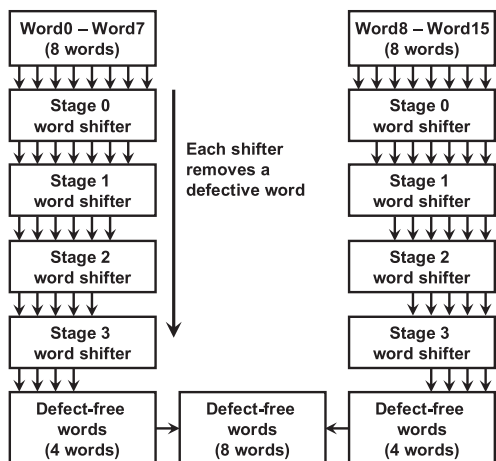 Word0 – Word7
(8 words)
Word8 – Word15
(8 words)
Stage 0
word shifter
Stage 0
word shifter
Each shifter
removes a
defective word
Stage 1
word shifter
Stage 1
word shifter
Stage 2
word shifter
Stage 2
word shifter
Stage 3
word shifter
Stage 3
word shifter
Defect-free
words
(4 words)
Defect-free
words
(8 words)
Defect-free
words
(4 words)